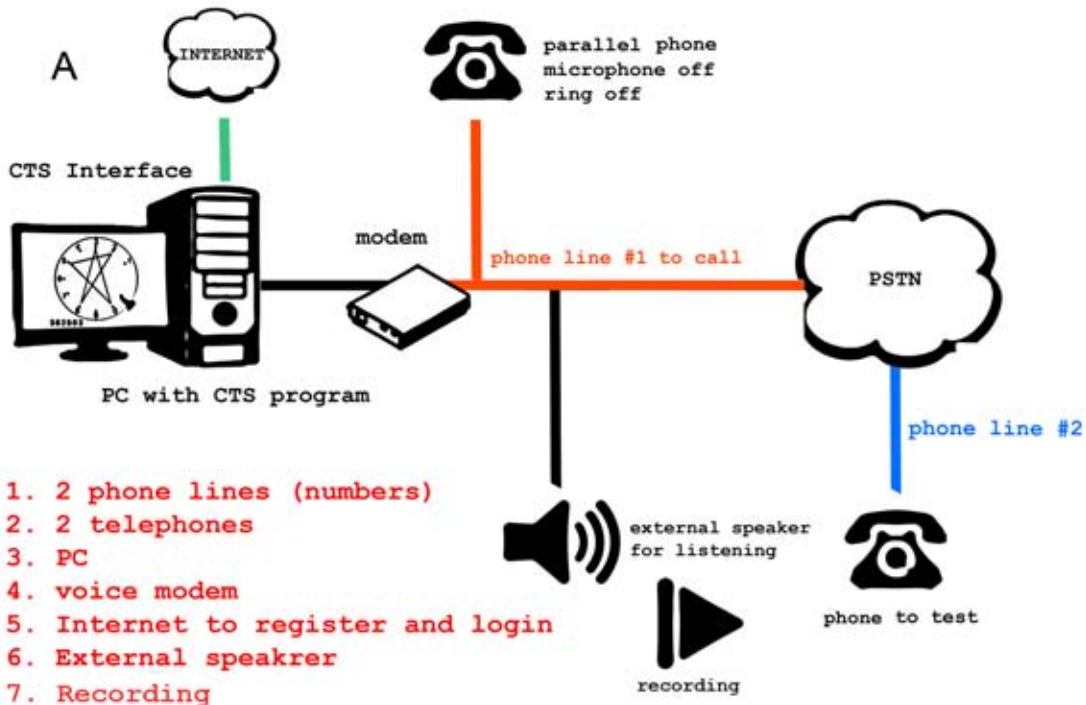 A
INTERNET
parallel phone
microphone off
ring off
CTS Interface
modem
phone line #1 to call
PSTN
PC with CTS program
phone line #2
1. 2 phone lines (numbers)
2. 2 telephones
3. PC
4. voice modem
5. Internet to register and login
6. External speakrer
7. Recording
external speaker
for listening
phone to test
recording